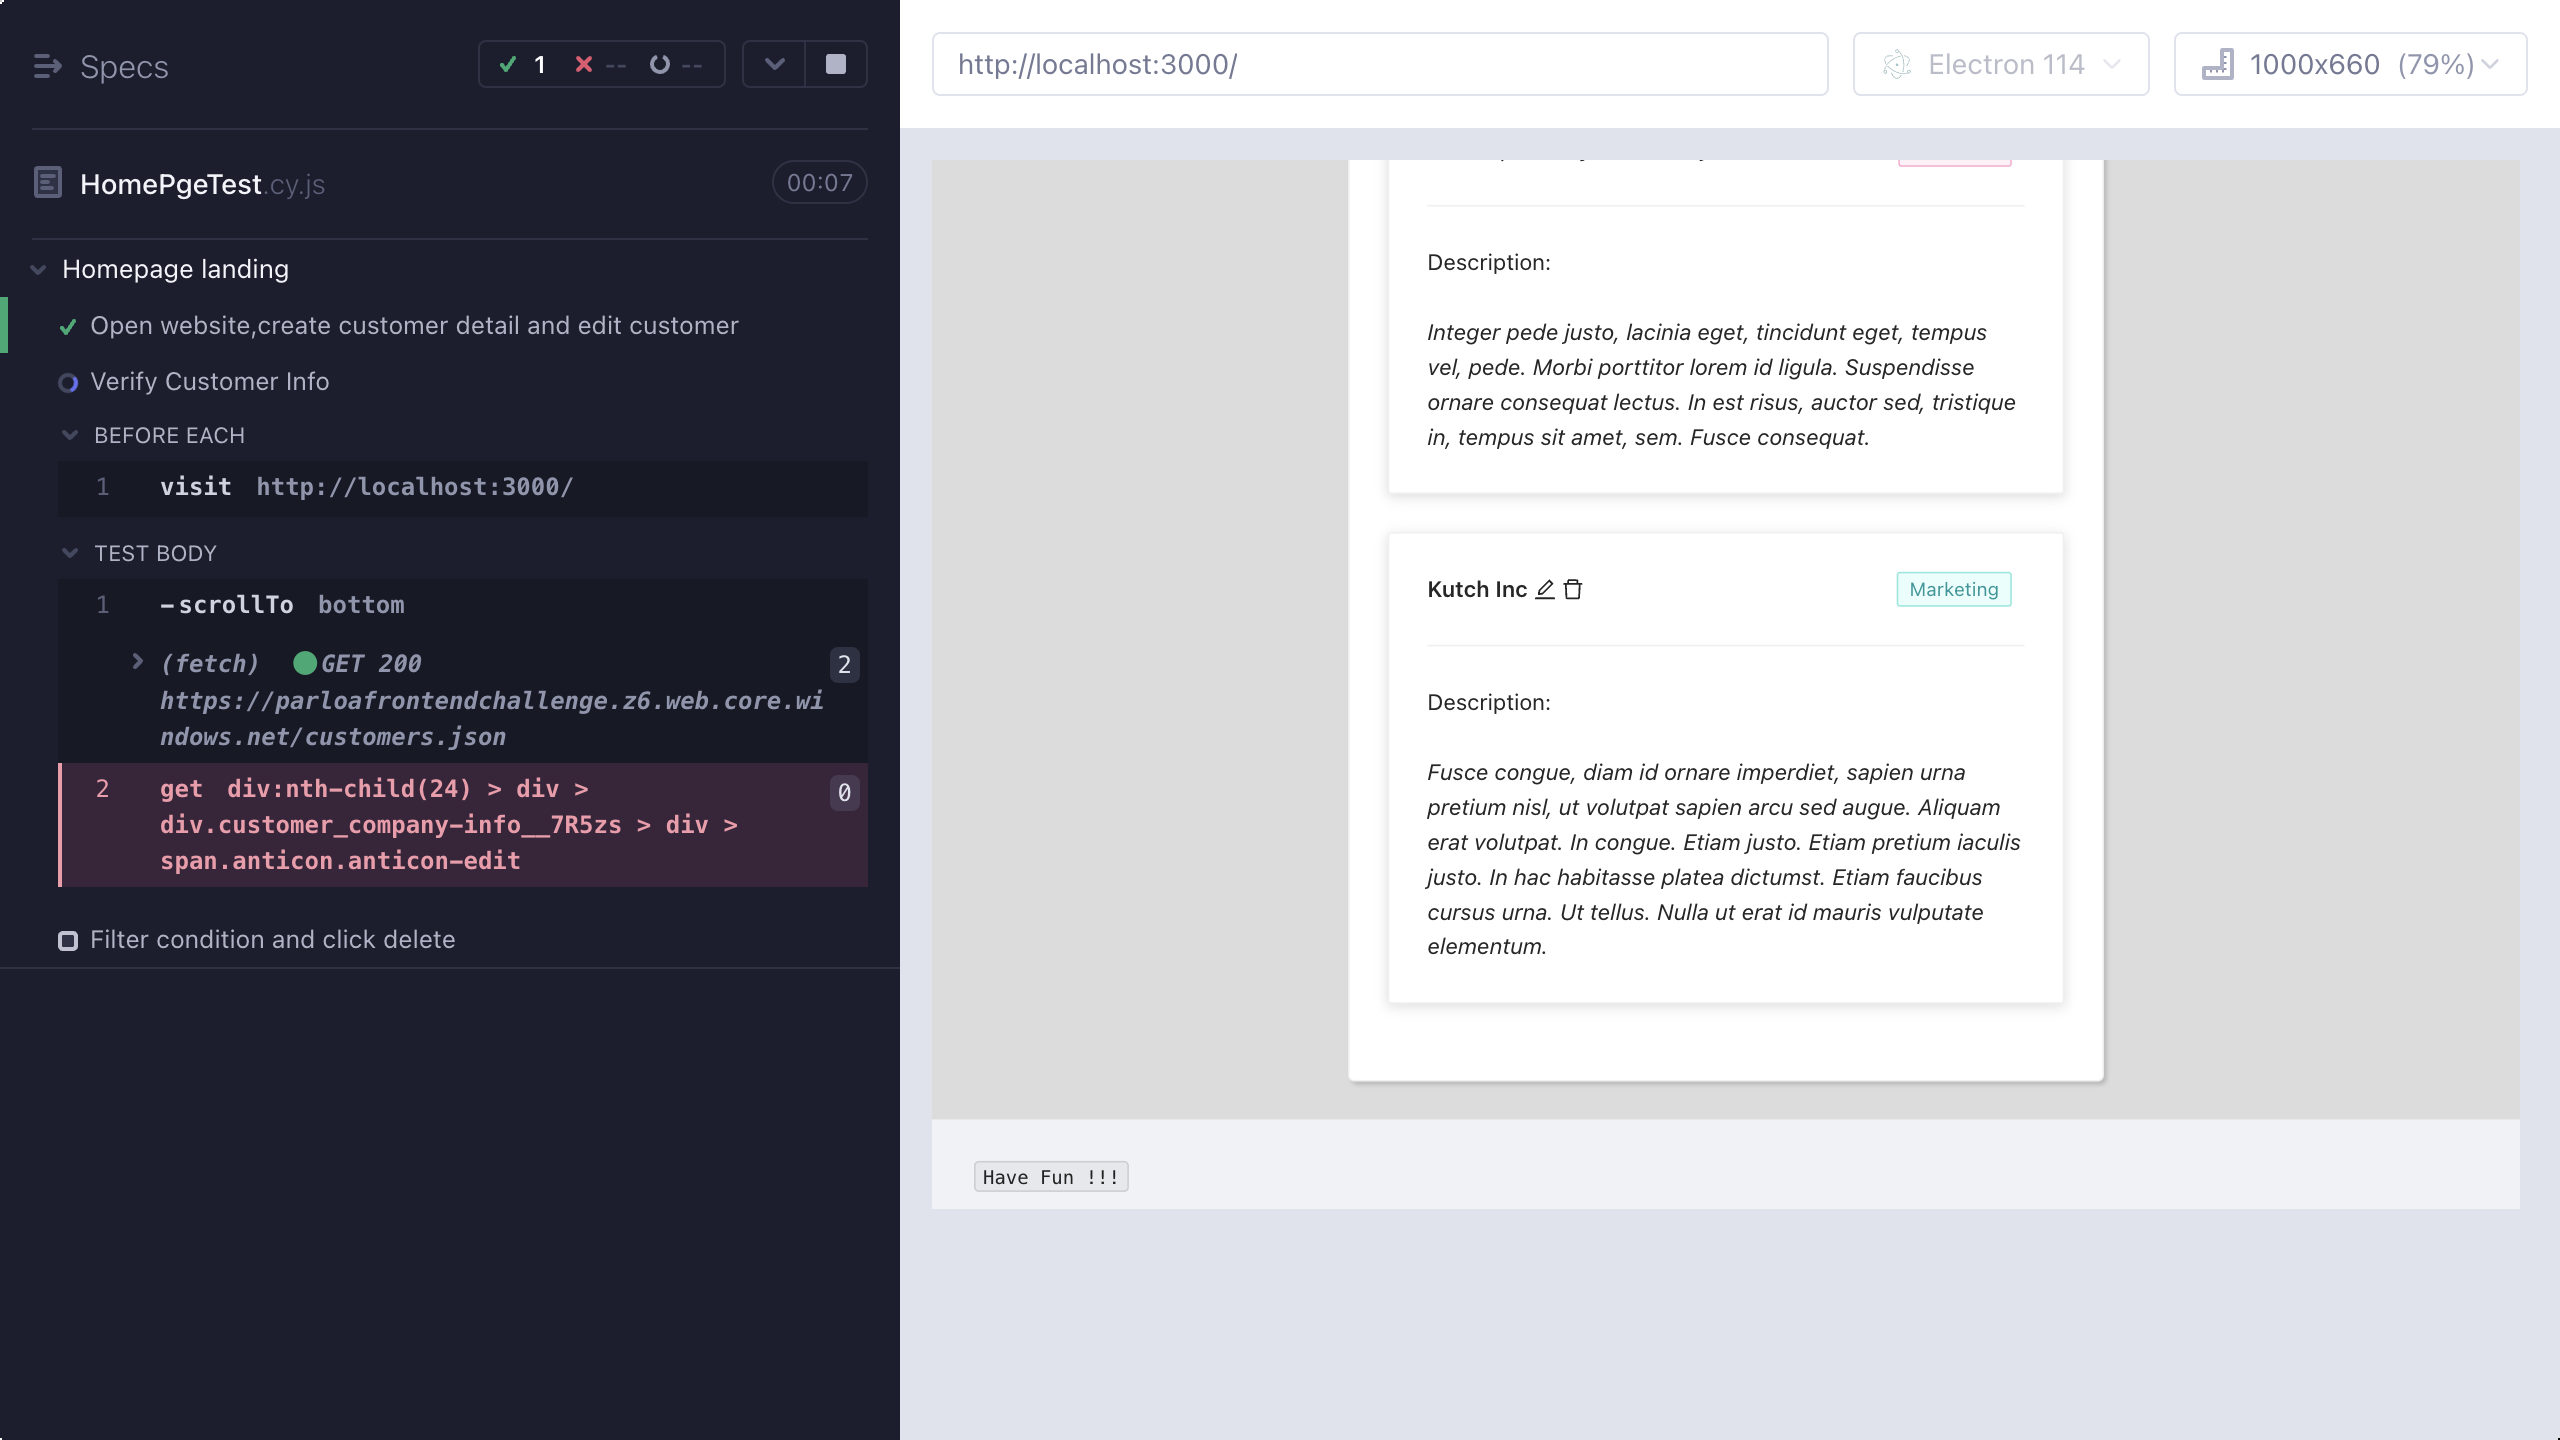 Specs
1 -- --
HomePgeTest.cy.js
00:07
Homepage landing
Open website,create customer detail and edit customer
Verify Customer Info
BEFORE EACH
1 visit http://localhost:3000/
TEST BODY
1 -scrollTo bottom
(fetch) GET 200
2
https://parloafrontendchallenge.z6.web.core.wi
ndows.net/customers.json
2 get div:nth-child(24) > div >
0
div.customer_company-info__7R5zs > div >
span.anticon.anticon-edit
Filter condition and click delete
http://localhost:3000/
Electron 114
1000x660 (79%)
Description:
Integer pede justo, lacinia eget, tincidunt eget, tempus
vel, pede. Morbi porttitor lorem id ligula. Suspendisse
ornare consequat lectus. In est risus, auctor sed, tristique
in, tempus sit amet, sem. Fusce consequat.
Kutch Inc
Marketing
Description:
Fusce congue, diam id ornare imperdiet, sapien urna
pretium nisl, ut volutpat sapien arcu sed augue. Aliquam
erat volutpat. In congue. Etiam justo. Etiam pretium iaculis
justo. In hac habitasse platea dictumst. Etiam faucibus
cursus urna. Ut tellus. Nulla ut erat id mauris vulputate
elementum.
Have Fun !!!